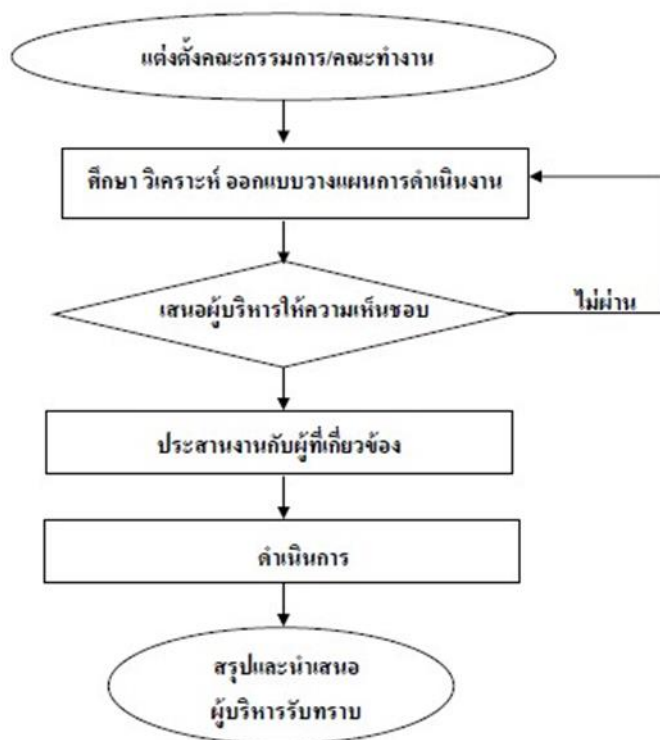 แต่งตั้งคณะกรรมการ/คณะทำงาน
ศึกษา วิเคราะห์ ออกแบบวางแผนการดำเนินงาน
เสนอผู้บริหารให้ความเห็นชอบ
ไม่ผ่าน
ประสานงานกับผู้ที่เกี่ยวข้อง
ดำเนินการ
สรุปและนำเสนอ
ผู้บริหารรับทราบ